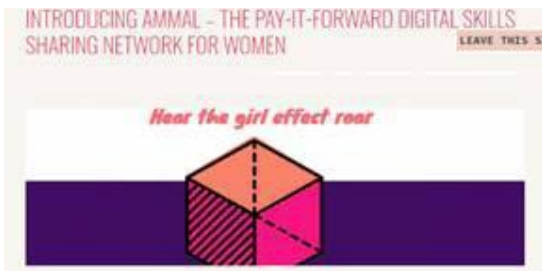 INTRODUCING AMMAL – THE PAY-IT-FORWARD DIGITAL SKILLS
SHARING NETWORK FOR WOMEN
LEAVE THIS S
Hear the girl effect roar